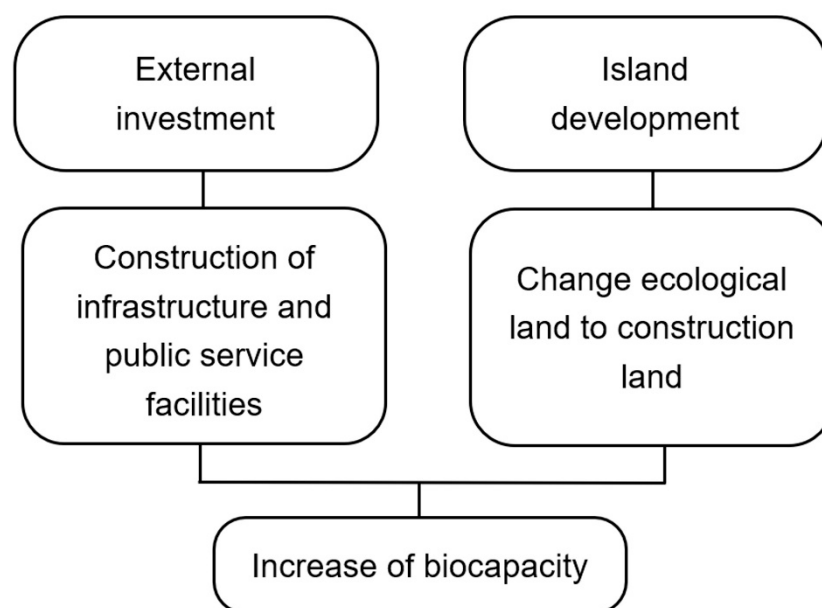 External
investment
Island
development
Construction of
infrastructure and
public service
facilities
Change ecological
land to construction
land
Increase of biocapacity